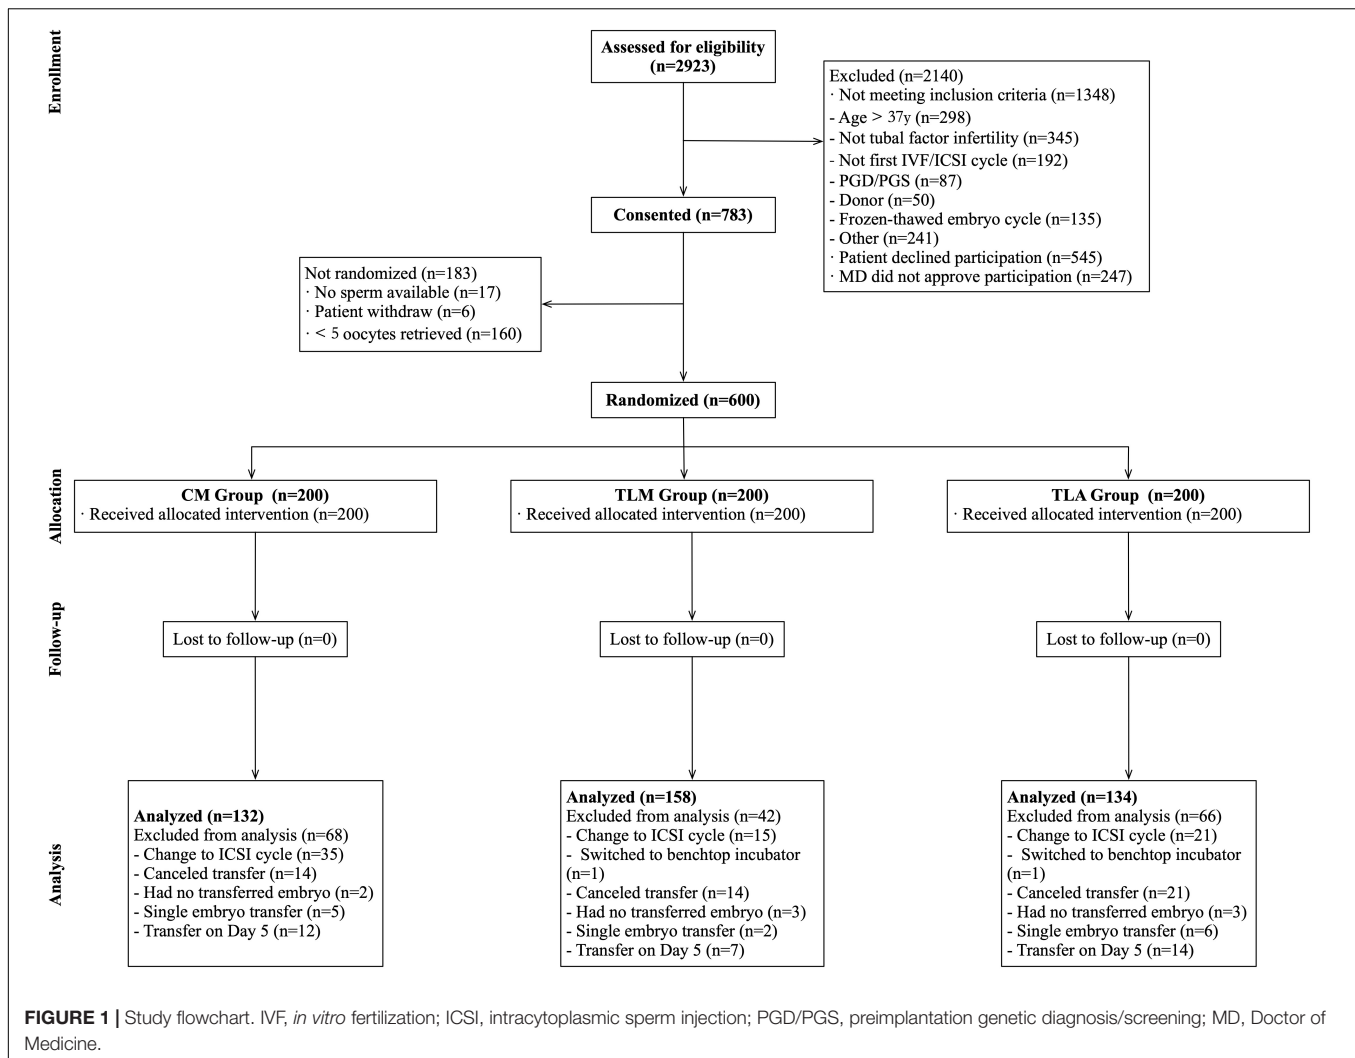 Enrollment
Assessed for eligibility
(n=2923)
Excluded (n=2140)
· Not meeting inclusion criteria (n=1348)
- Age > 37y (n=298)
- Not tubal factor infertility (n=345)
- Not first IVF/ICSI cycle (n=192)
- PGD/PGS (n=87)
- Donor (n=50)
- Frozen-thawed embryo cycle (n=135)
- Other (n=241)
· Patient declined participation (n=545)
· MD did not approve participation (n=247)
Consented (n=783)
Not randomized (n=183)
· No sperm available (n=17)
· Patient withdraw (n=6)
· < 5 oocytes retrieved (n=160)
Randomized (n=600)
Allocation
CM Group (n=200)
· Received allocated intervention (n=200)
TLM Group (n=200)
· Received allocated intervention (n=200)
TLA Group (n=200)
· Received allocated intervention (n=200)
Follow-up
Lost to follow-up (n=0)
Lost to follow-up (n=0)
Lost to follow-up (n=0)
Analysis
Analyzed (n=132)
Excluded from analysis (n=68)
- Change to ICSI cycle (n=35)
- Canceled transfer (n=14)
- Had no transferred embryo (n=2)
- Single embryo transfer (n=5)
- Transfer on Day 5 (n=12)
Analyzed (n=158)
Excluded from analysis (n=42)
- Change to ICSI cycle (n=15)
- Switched to benchtop incubator
(n=1)
- Canceled transfer (n=14)
- Had no transferred embryo (n=3)
- Single embryo transfer (n=2)
- Transfer on Day 5 (n=7)
Analyzed (n=134)
Excluded from analysis (n=66)
- Change to ICSI cycle (n=21)
- Switched to benchtop incubator
(n=1)
- Canceled transfer (n=21)
- Had no transferred embryo (n=3)
- Single embryo transfer (n=6)
- Transfer on Day 5 (n=14)
FIGURE 1 | Study flowchart. IVF, in vitro fertilization; ICSI, intracytoplasmic sperm injection; PGD/PGS, preimplantation genetic diagnosis/screening; MD, Doctor of
Medicine.